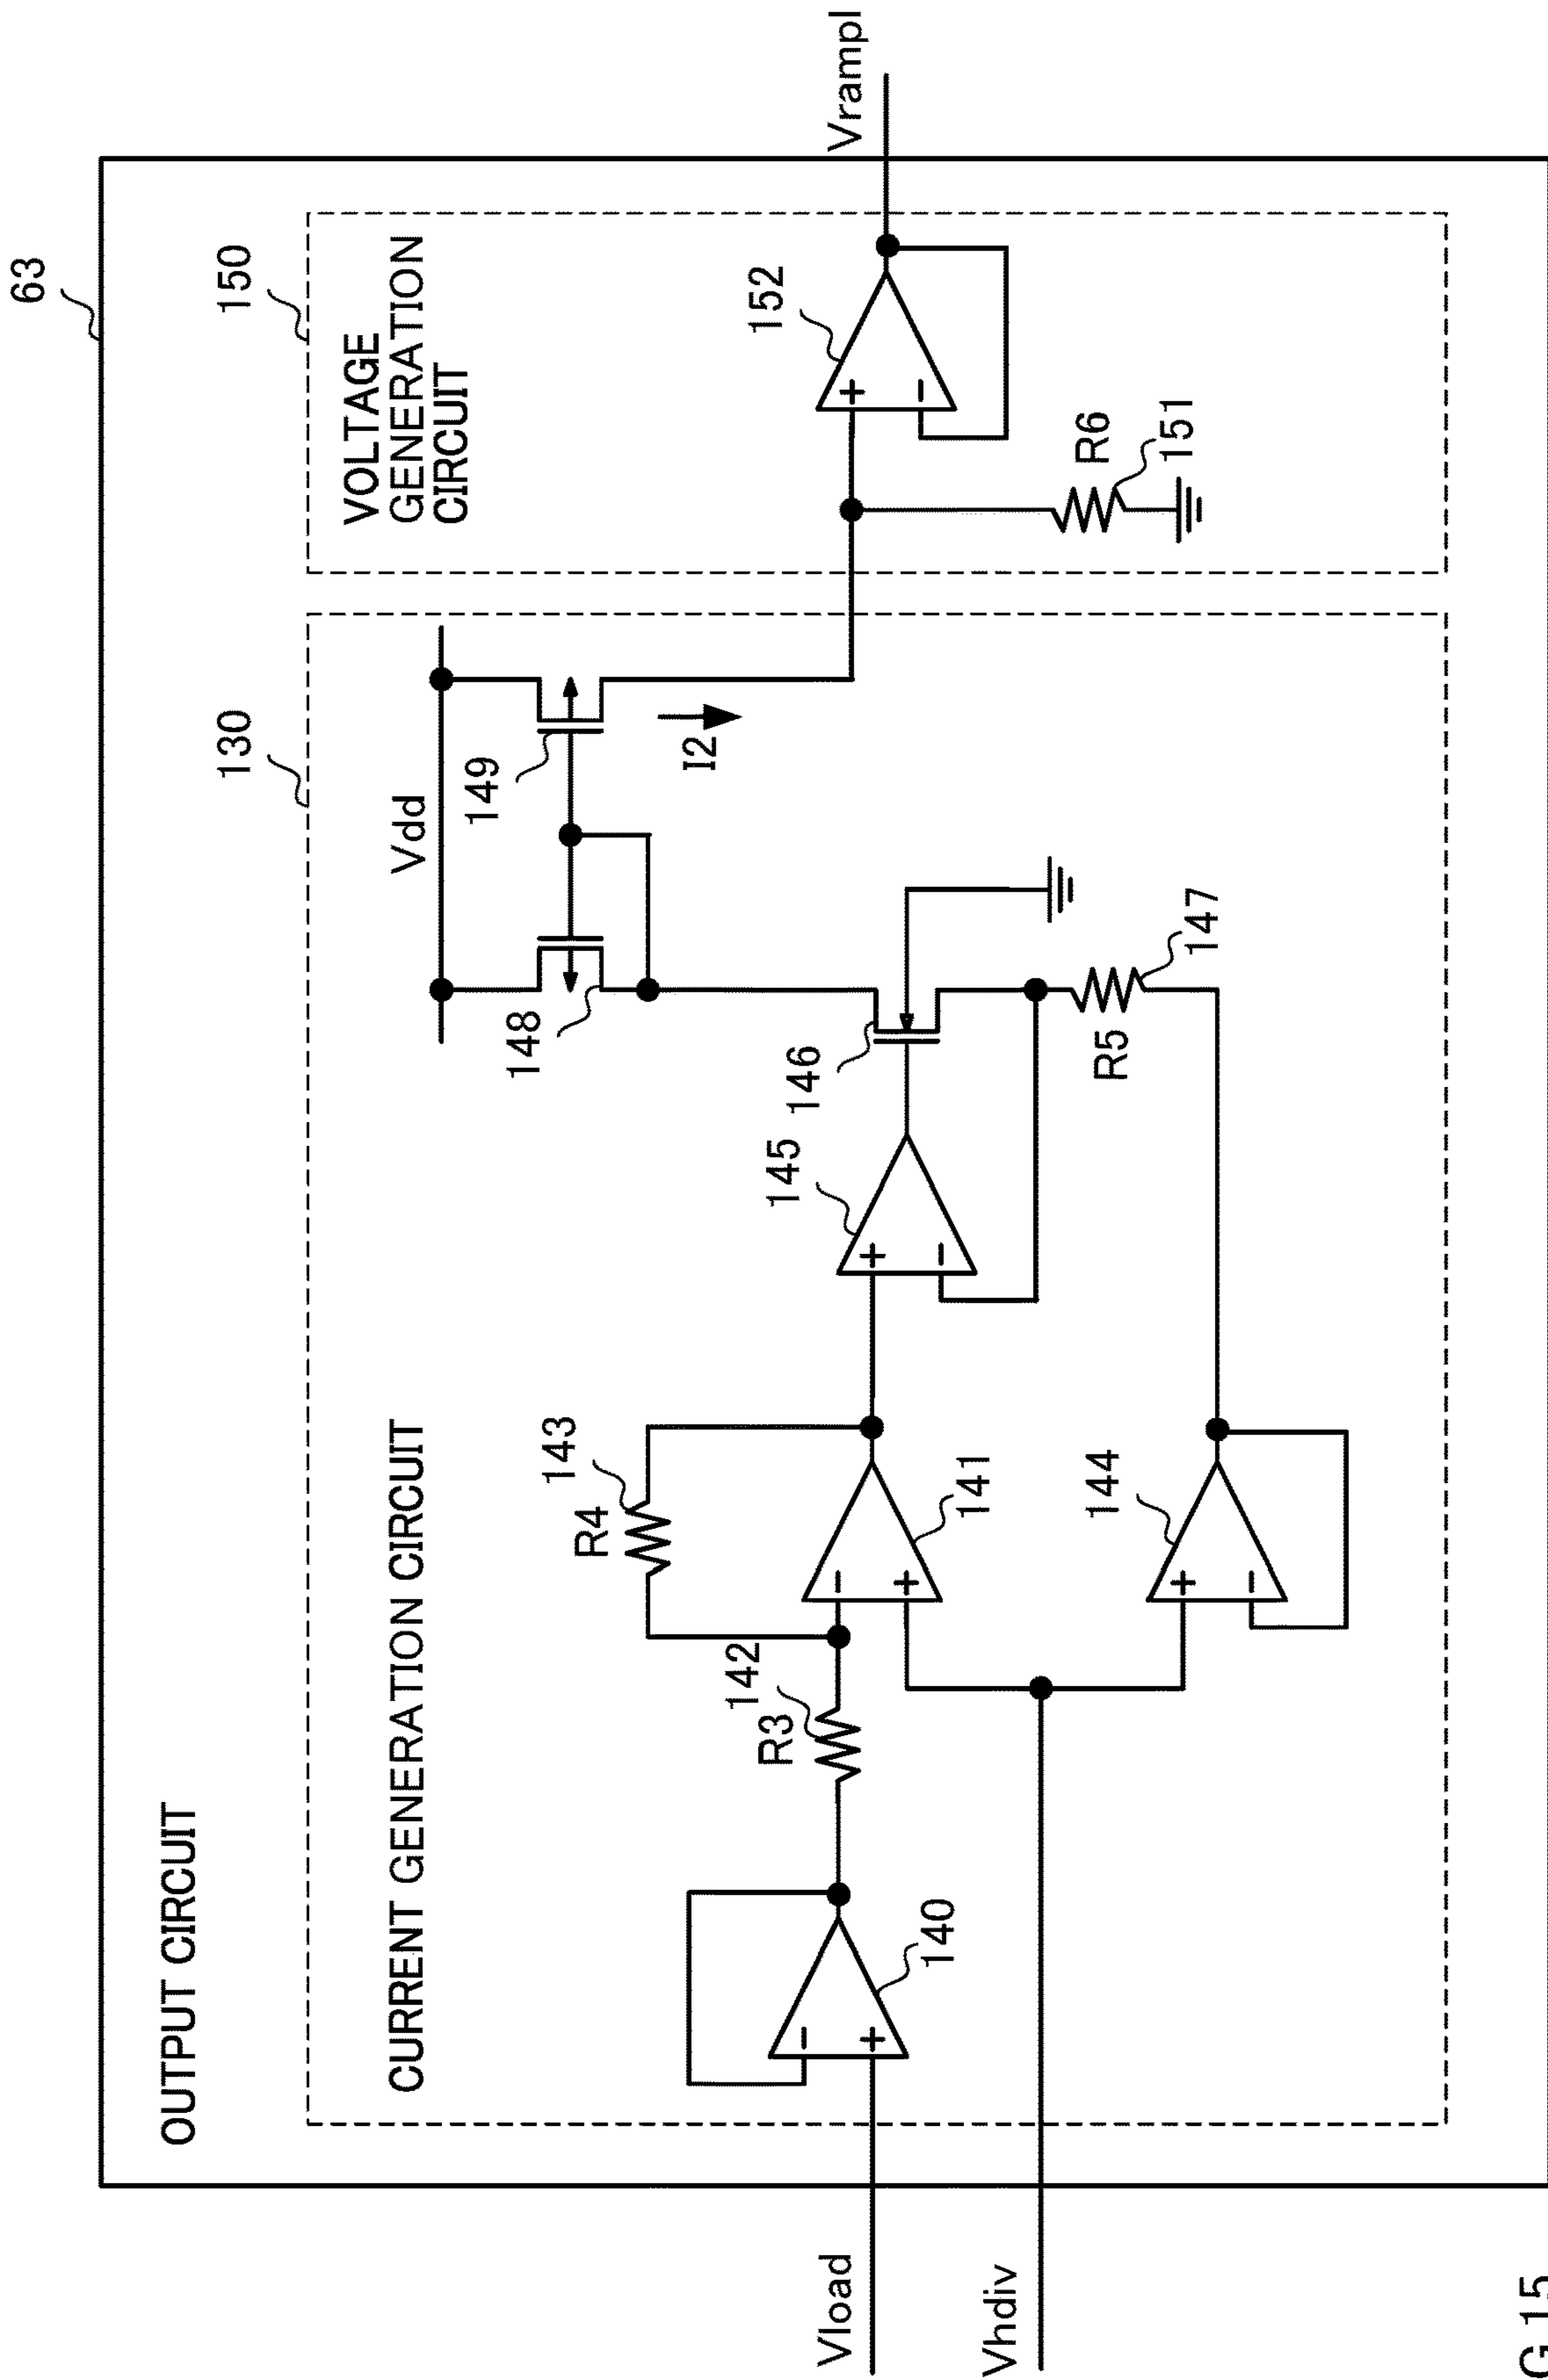 63
OUTPUT CIRCUIT
130
150
CURRENT GENERATION CIRCUIT
VOLTAGE
GENERATION
CIRCUIT
Vdd
149
148
I2
R4
143
146
145
152
R3
142
141
140
144
R5
147
R6
151
Vload
Vhdiv
Vrampl
G.15